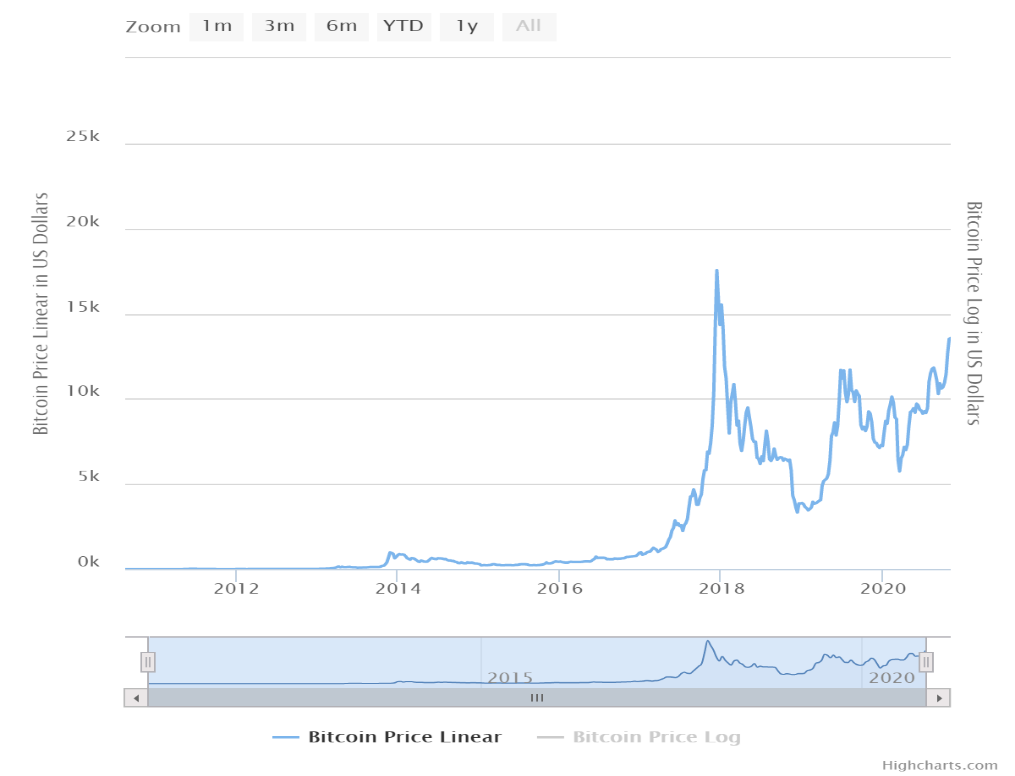 Zoom 1m 3m 6m YTD 1y All
25k
20k
15k
10k
5k
0k
Bitcoin Price Linear in US Dollars
Bitcoin Price Log in US Dollars
2012 2014 2016 2018 2020
2015 2020
Bitcoin Price Linear Bitcoin Price Log
Highcharts.com